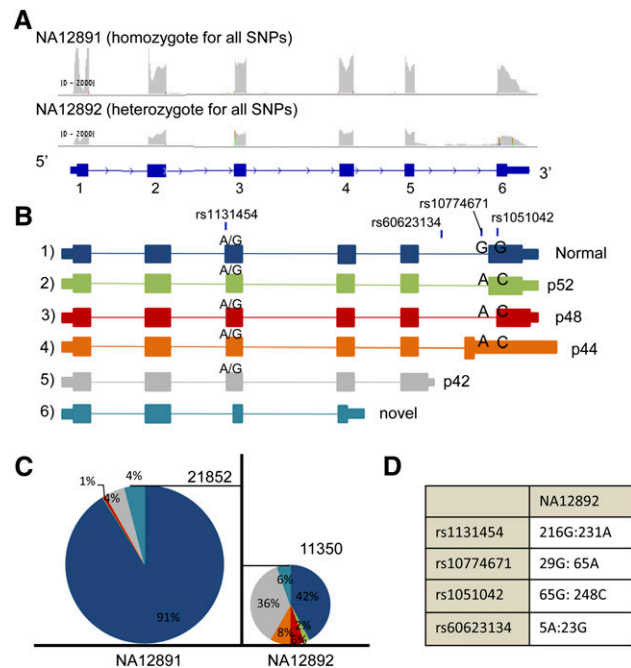 A
NA12891 (homozygote for all SNPs)
[0 - 2000]
NA12892 (heterozygote for all SNPs)
[0 - 2000]
5'
3'
1 2 3 4 5 6
B
rs1131454 rs60623134 rs10774671 rs1051042
1) A/G G G Normal
2) A/G A C p52
3) A/G A C p48
4) A/G A C p44
5) A/G p42
6) novel
C
21852
1% 4% 4%
91%
NA12891
11350
6% 42% 36% 2% 8% 6%
NA12892
D
NA12892
rs1131454 216G:231A
rs10774671 29G: 65A
rs1051042 65G: 248C
rs60623134 5A:23G